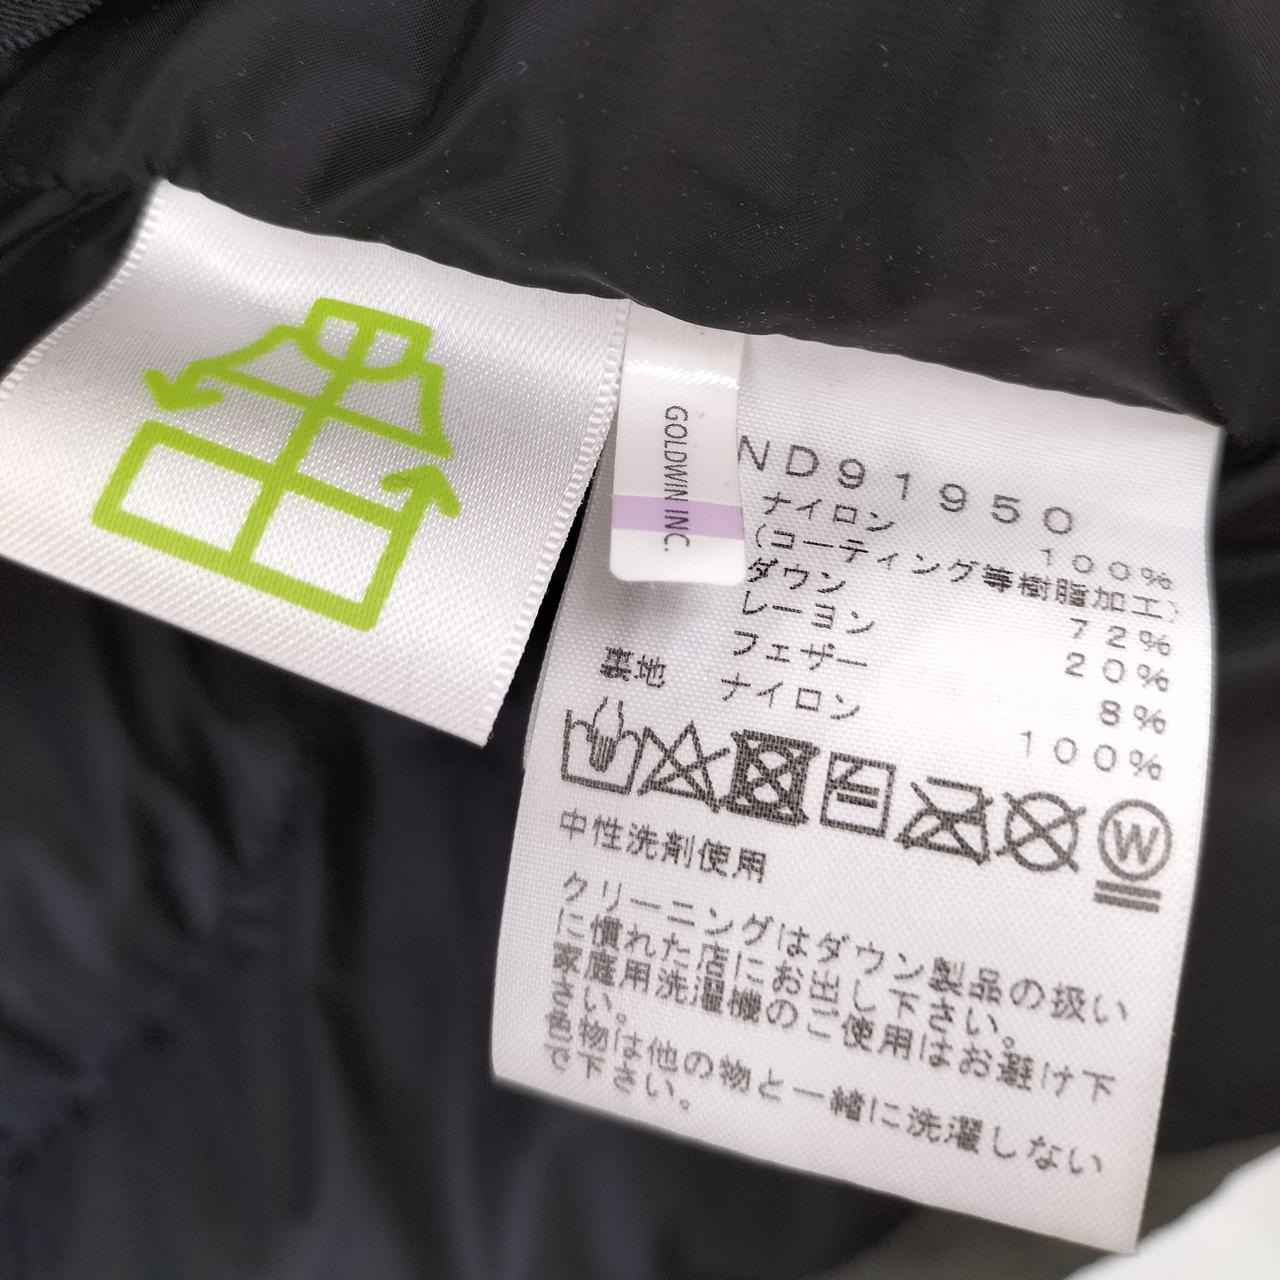 GOLDWIN INC.
ND91950
ナイロン 100%
(コーティング等樹脂加工)
ダウン 72%
レーヨン 20%
フェザー 8%
裏地 ナイロン 100%
W
中性洗剤使用
クリーニングはダウン製品の扱い
に慣れた店にお出し下さい。
家庭用洗濯機のご使用はお避け下
さい。
色物は他の物と一緒に洗濯しない
で下さい。